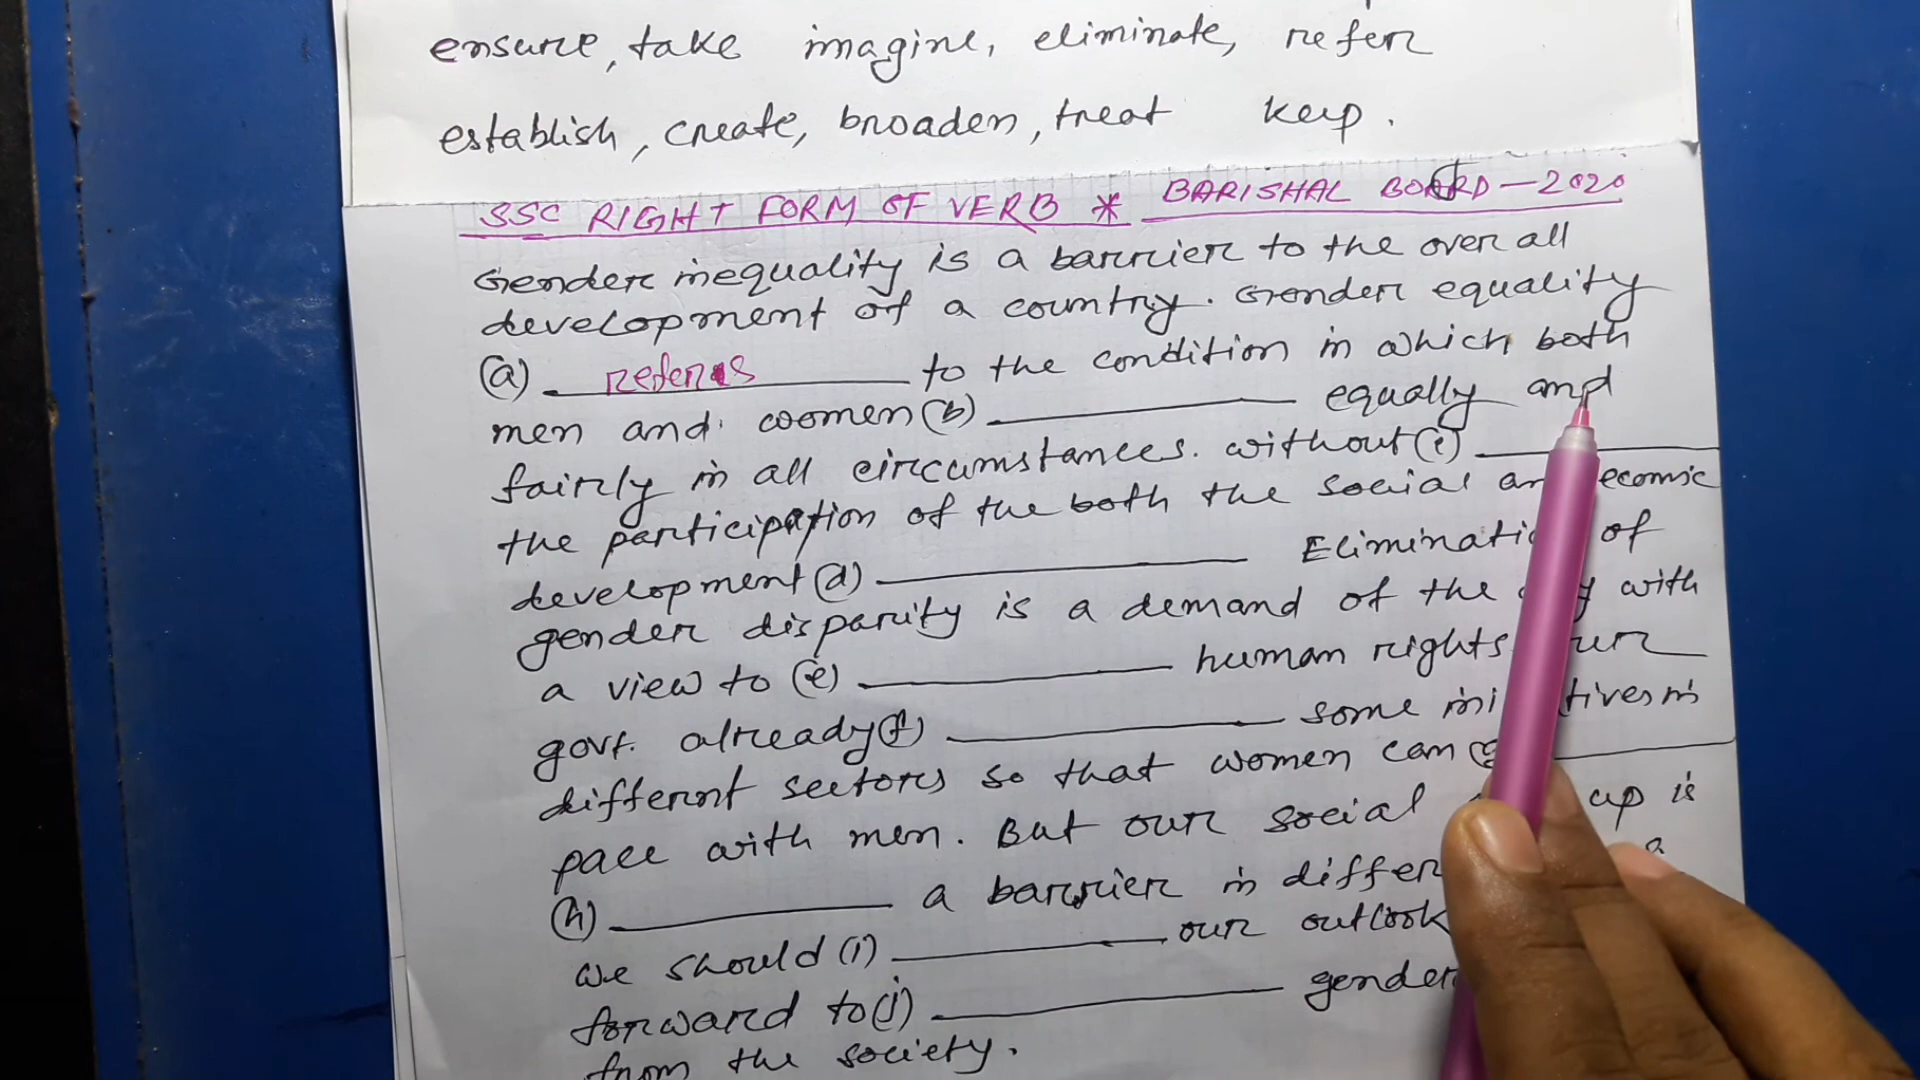 ensure, take imagine, eliminate, refer
establish, create, broaden, treat keep.
SSC RIGHT FORM OF VERB * BARISHAL BOARD-2020
Gender inequality is a barrier to the over all
development of a country. Gender equality
(a) refers to the condition in which both
men and women (b) equally and
fairly in all circumstances. without (c)
the participation of the both the social an ecomic
development (d) Elimination of
gender disparity is a demand of the with
a view to (e) human rights
govt. already (f) some in
different sectors so that women can (g)
pace with men. But our social up is
(h) a barrier in a
we should (i) our outlook
forward to (j) gender
from the society.